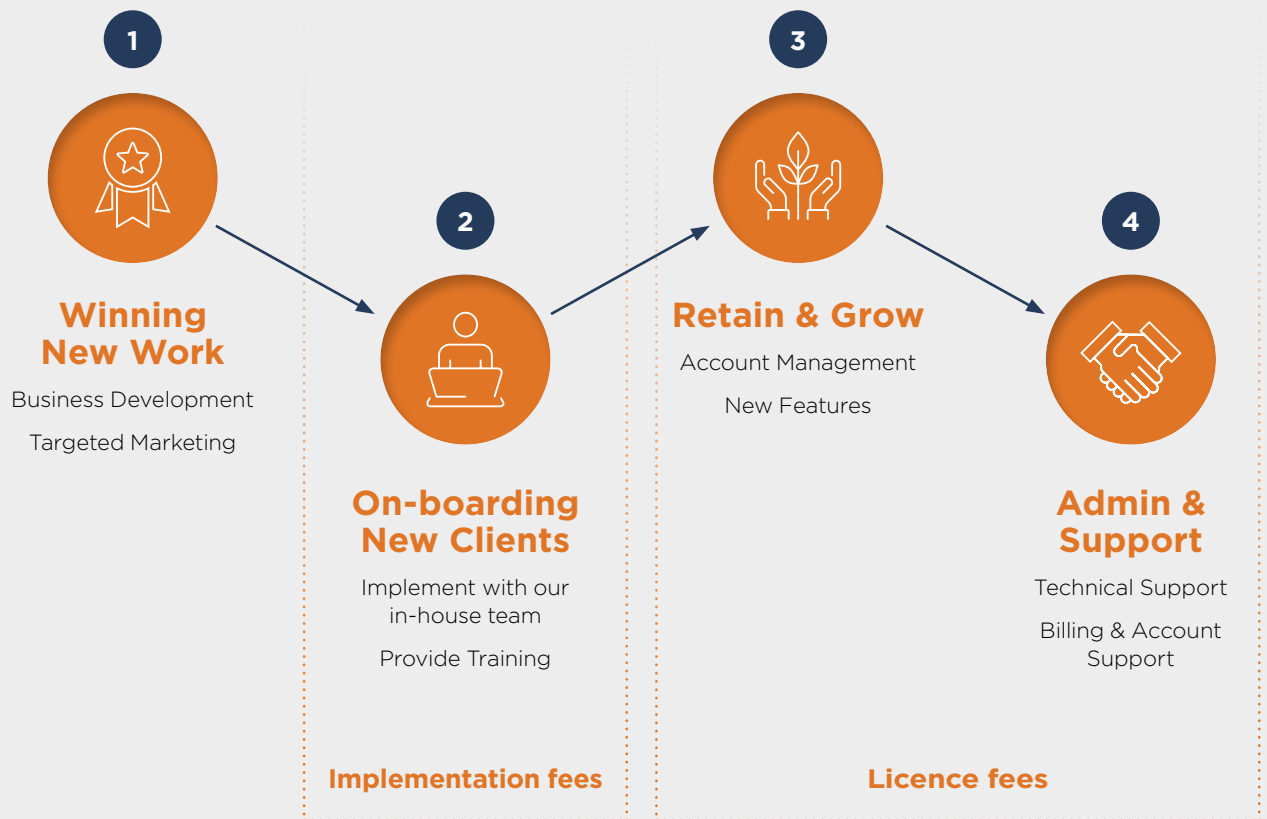 1
Winning
New Work
Business Development
Targeted Marketing
2
On-boarding
New Clients
Implement with our
in-house team
Provide Training
Implementation fees
3
Retain & Grow
Account Management
New Features
4
Admin &
Support
Technical Support
Billing & Account
Support
Licence fees